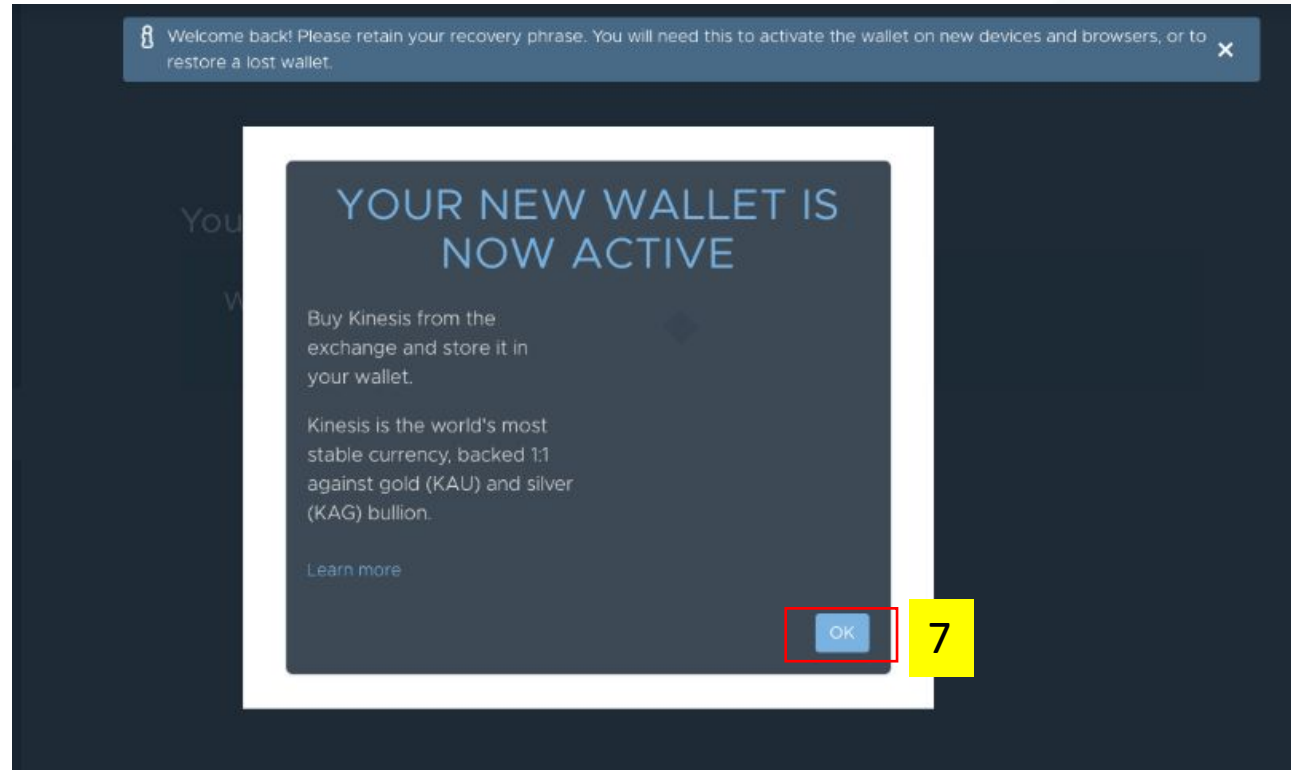 Welcome back! Please retain your recovery phrase. You will need this to activate the wallet on new devices and browsers, or to
restore a lost wallet.
YOUR NEW WALLET IS
NOW ACTIVE
You
W
Buy Kinesis from the
exchange and store it in
your wallet.
Kinesis is the world's most
stable currency, backed 1:1
against gold (KAU) and silver
(KAG) bullion.
Learn more
OK
7